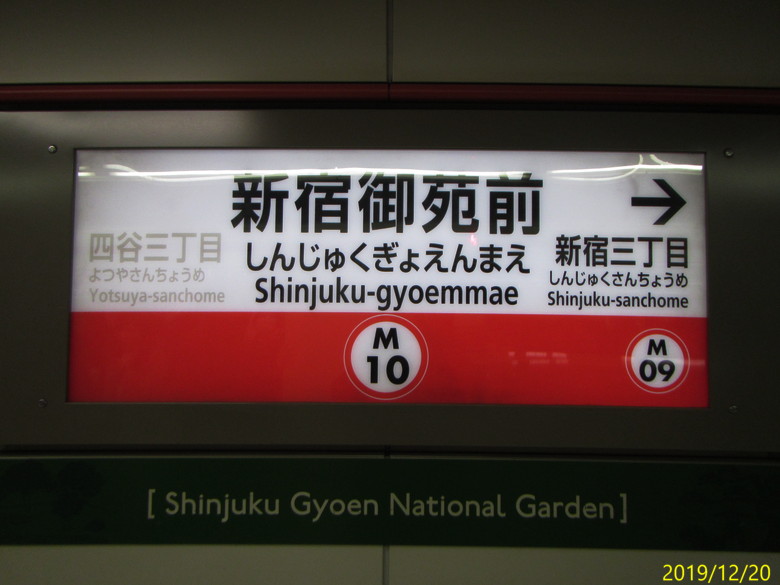 新宿御苑前
しんじゅくぎょえんまえ
Shinjuku-gyoemmae
→
四谷三丁目
よつやさんちょうめ
Yotsuya-sanchome
新宿三丁目
しんじゅくさんちょうめ
Shinjuku-sanchome
M
10
M
09
[ Shinjuku Gyoen National Garden ]
2019/12/20